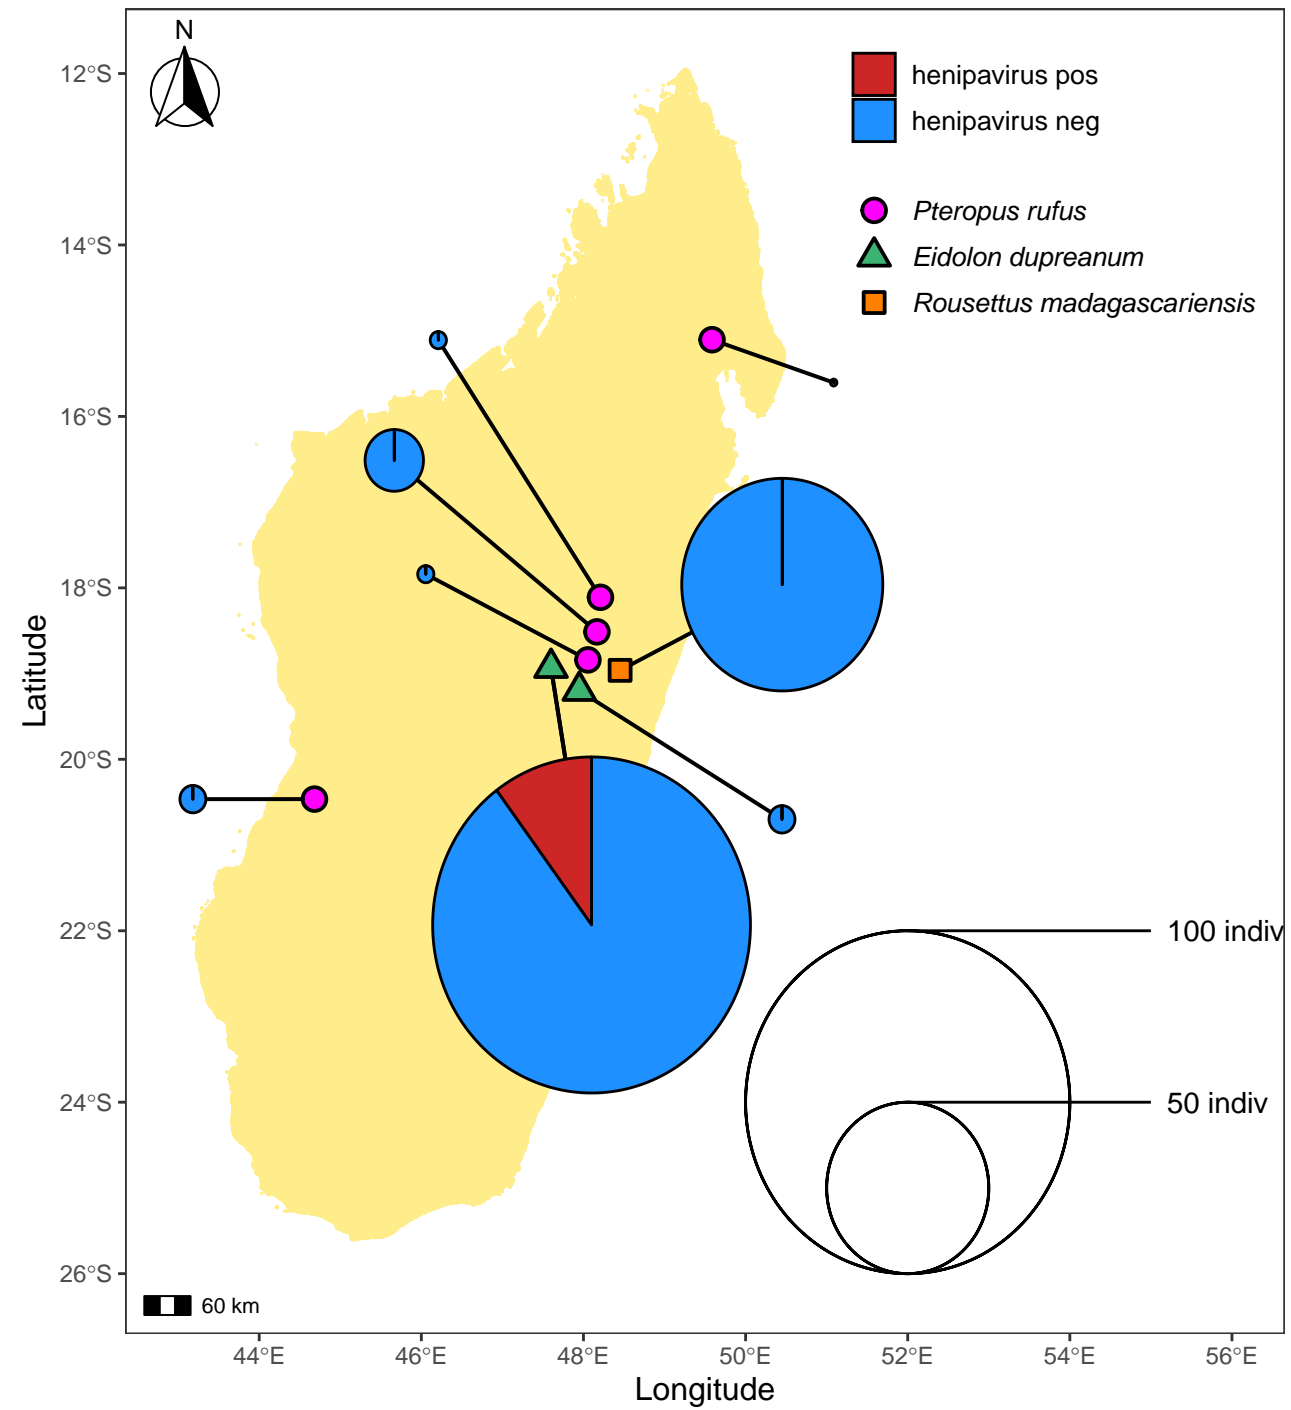 N
henipavirus pos
henipavirus neg
Pteropus rufus
Eidolon dupreanum
Rousettus madagascariensis
12°S
14°S
16°S
18°S
20°S
22°S
24°S
26°S
Latitude
100 indiv
50 indiv
60 km
44°E
46°E
48°E
50°E
52°E
54°E
56°E
Longitude